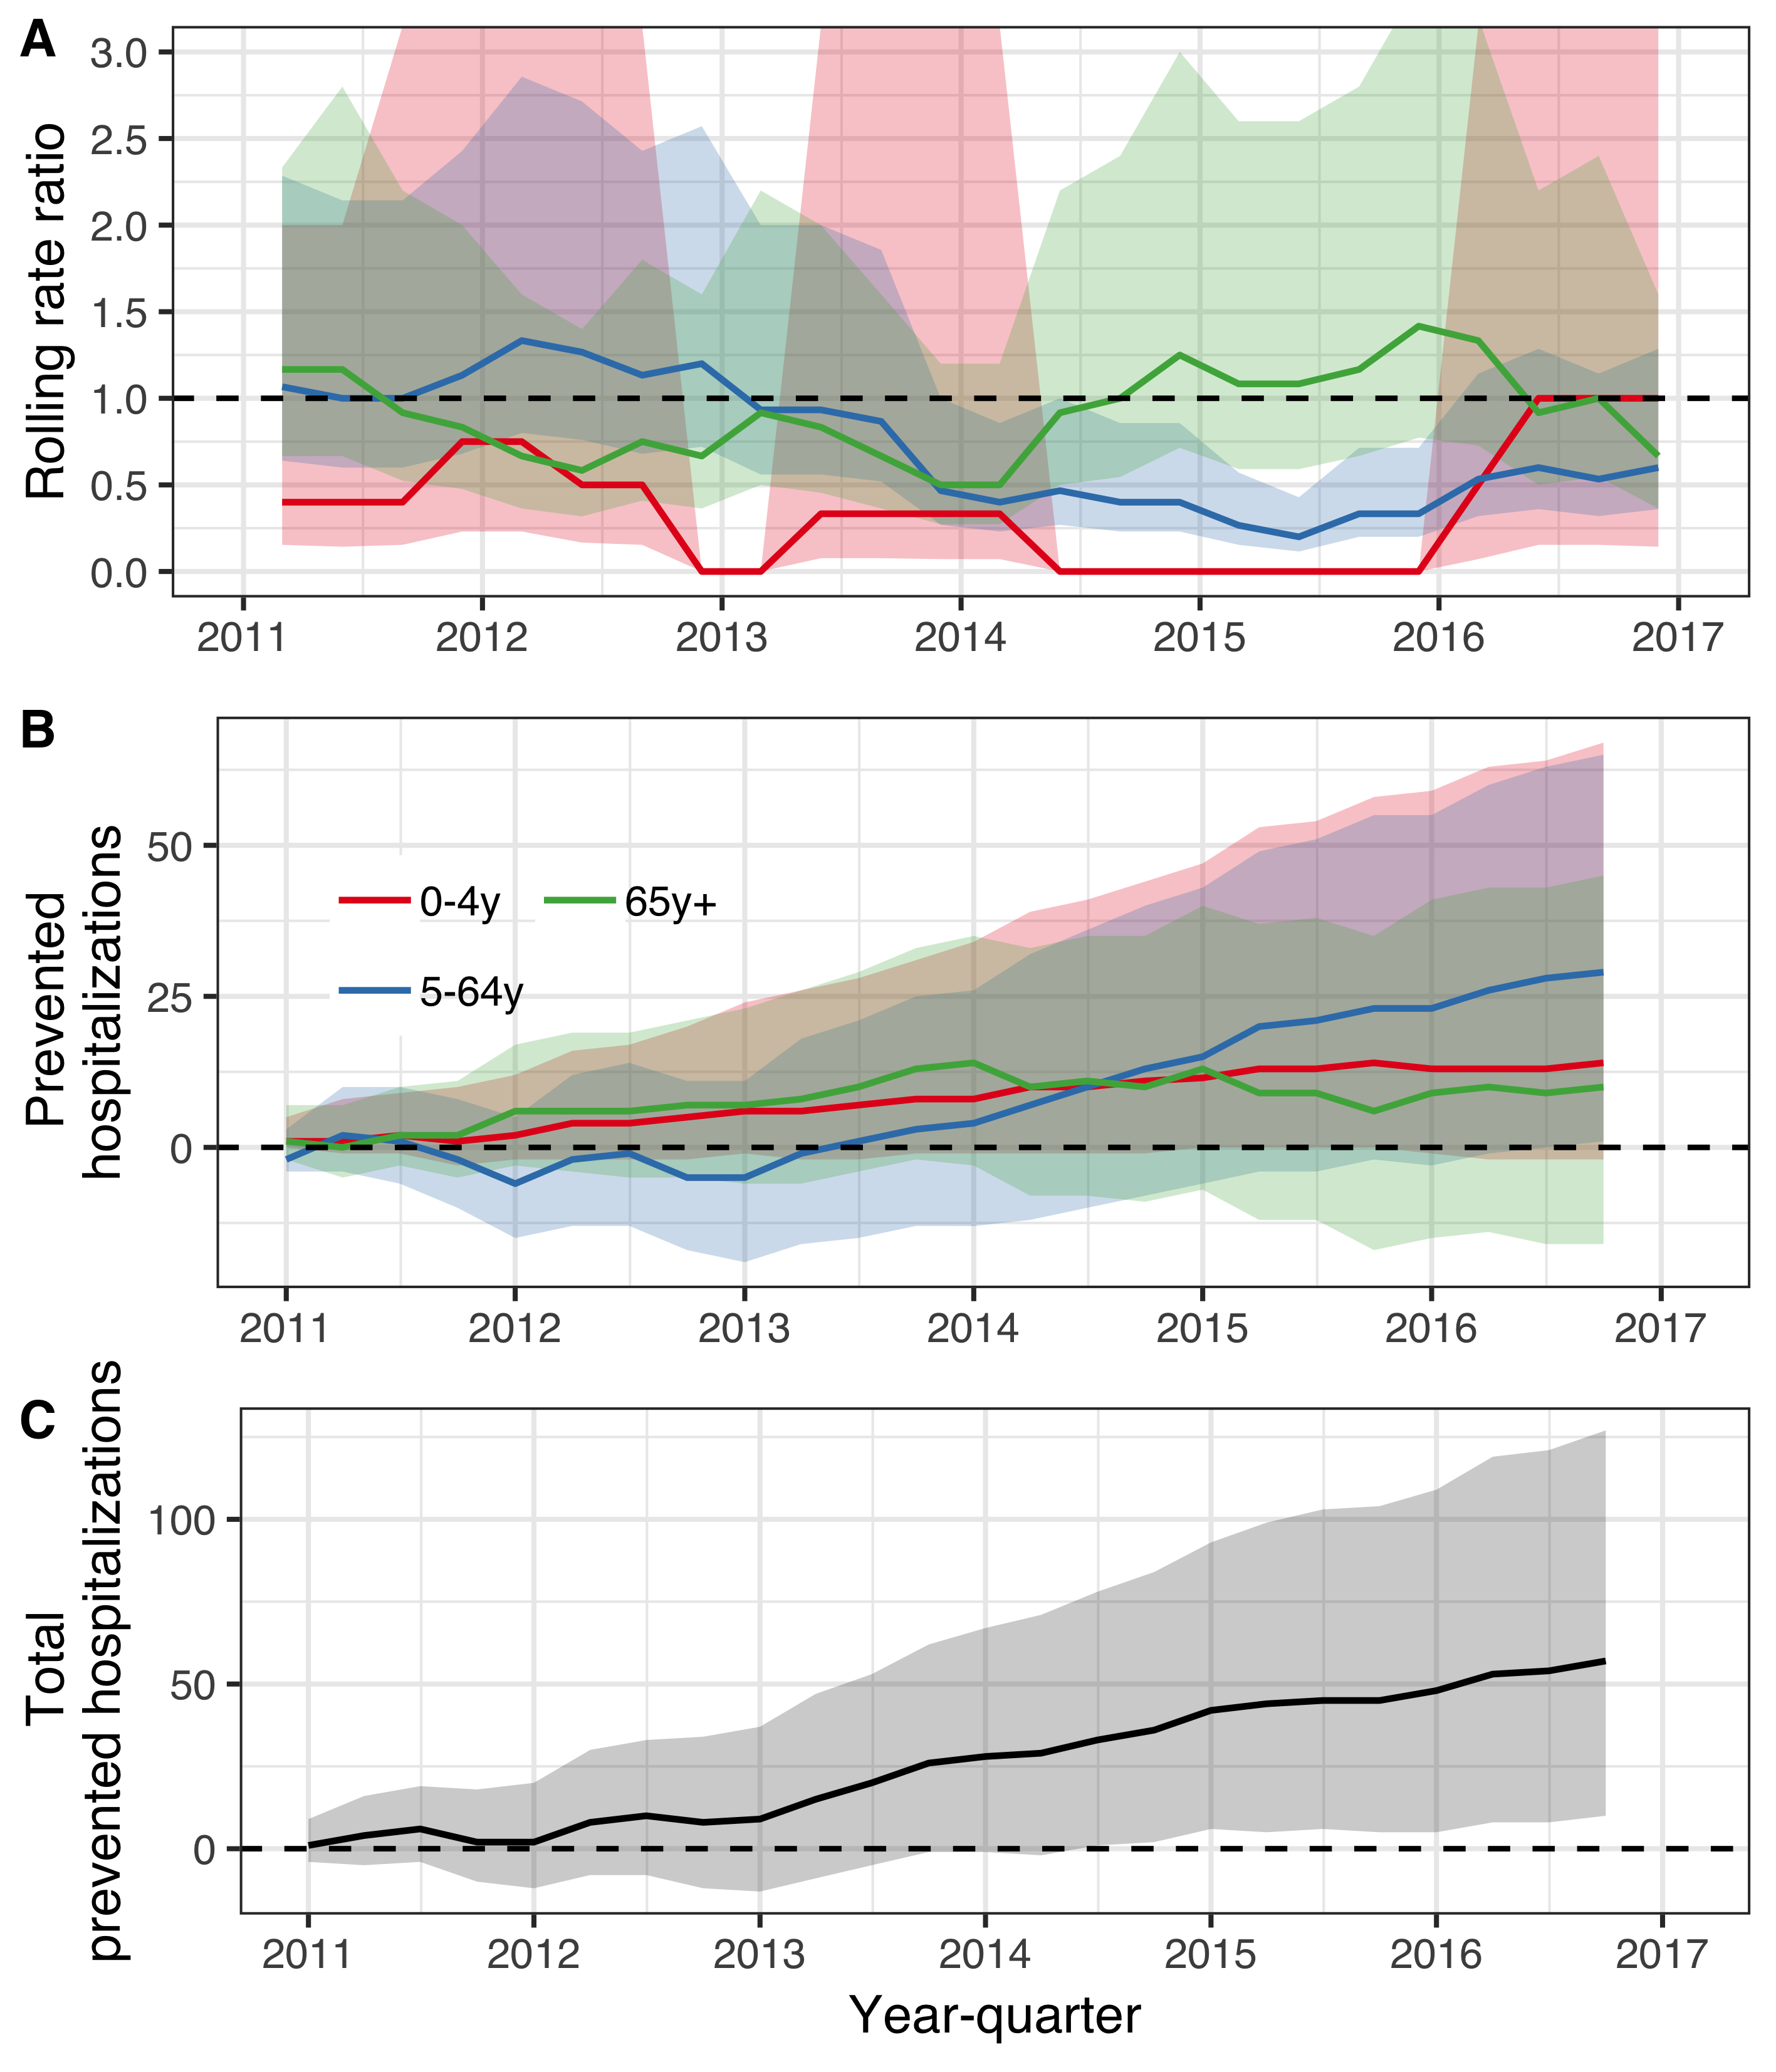 A
Rolling rate ratio
3.0
2.5
2.0
1.5
1.0
0.5
0.0
2011 2012 2013 2014 2015 2016 2017
B
Prevented
hospitalizations
50
25
0
0-4y 65y+
5-64y
2011 2012 2013 2014 2015 2016 2017
C
Total
prevented hospitalizations
100
50
0
2011 2012 2013 2014 2015 2016 2017
Year-quarter